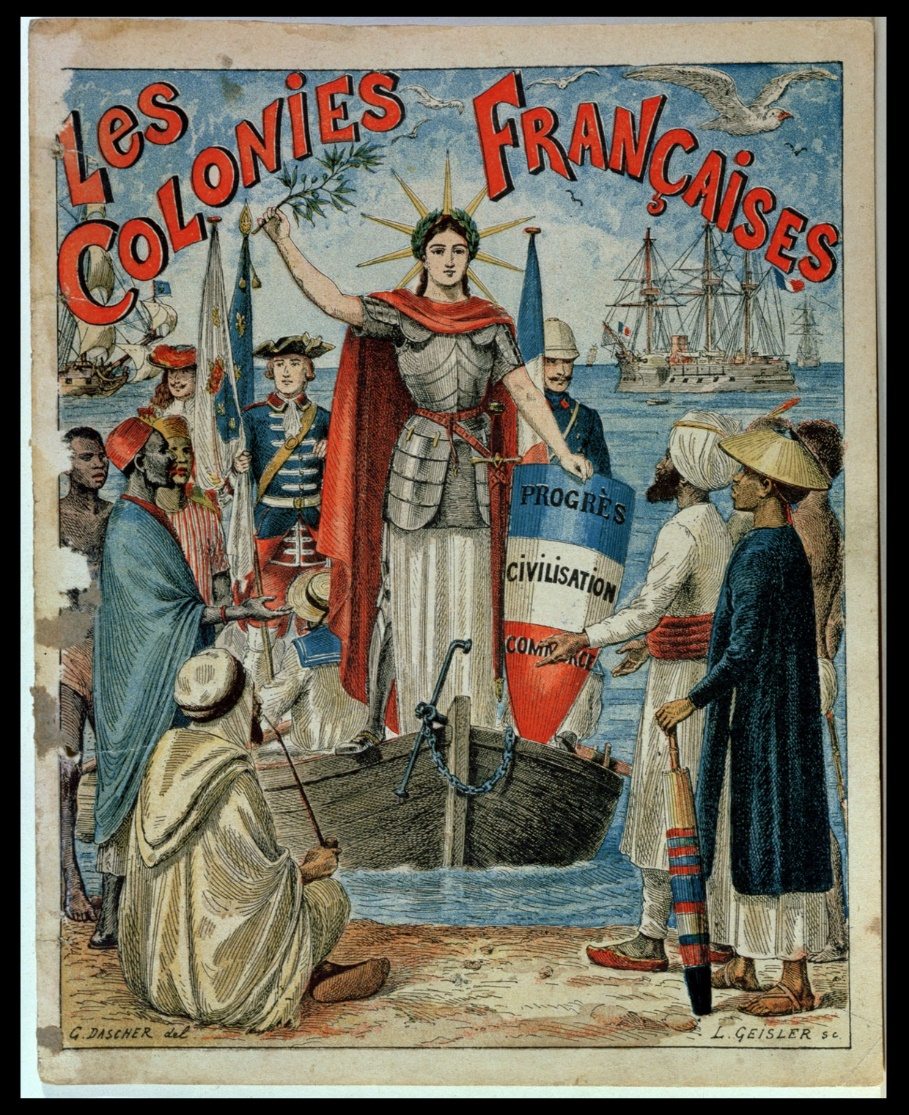 Les
COLONiES
FRANÇAiSES
PROGRÈS
CIVILISATION
COMMERCE
G. DASCHER del
L. GEISLER sc.